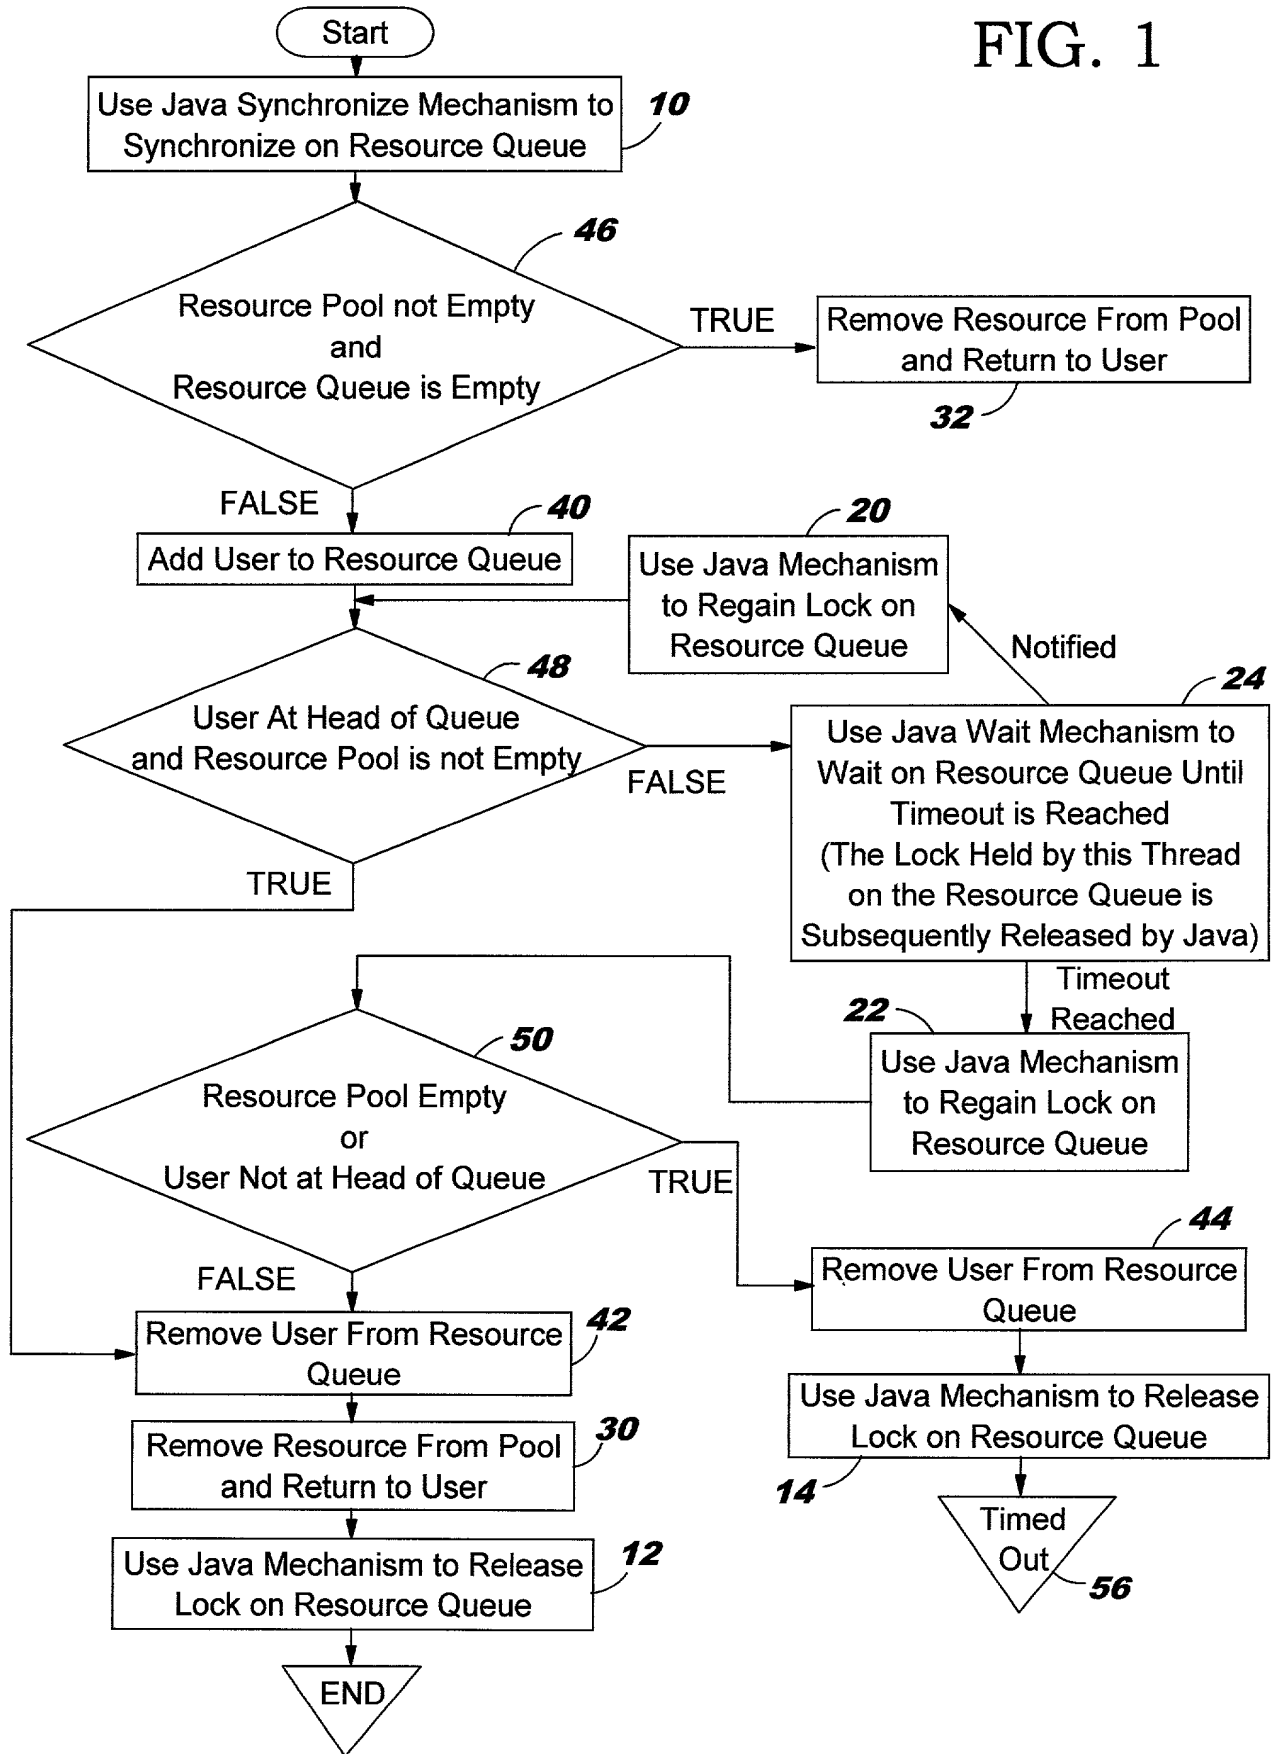 Start
FIG. 1
Use Java Synchronize Mechanism to
Synchronize on Resource Queue
10
46
Resource Pool not Empty
and
Resource Queue is Empty
TRUE
Remove Resource From Pool
and Return to User
32
FALSE
40
Add User to Resource Queue
20
Use Java Mechanism
to Regain Lock on
Resource Queue
Notified
48
User At Head of Queue
and Resource Pool is not Empty
FALSE
24
Use Java Wait Mechanism to
Wait on Resource Queue Until
Timeout is Reached
(The Lock Held by this Thread
on the Resource Queue is
Subsequently Released by Java)
TRUE
Timeout
Reached
22
Use Java Mechanism
to Regain Lock on
Resource Queue
50
Resource Pool Empty
or
User Not at Head of Queue
TRUE
44
Remove User From Resource
Queue
FALSE
Remove User From Resource
Queue
42
Use Java Mechanism to Release
Lock on Resource Queue
14
Remove Resource From Pool
and Return to User
30
Timed
Out
56
Use Java Mechanism to Release
Lock on Resource Queue
12
END